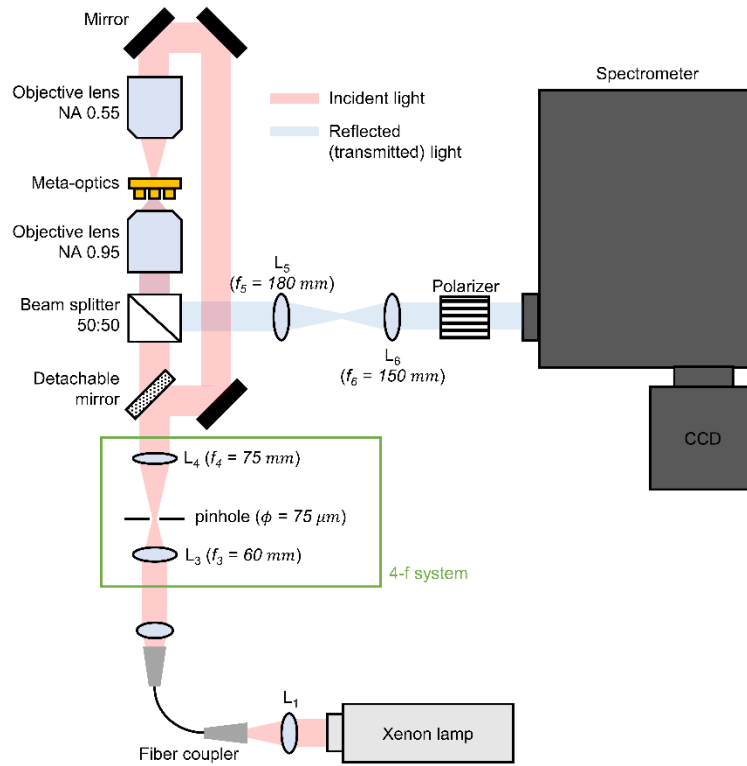 Mirror
Objective lens
NA 0.55
Meta-optics
Objective lens
NA 0.95
Beam splitter
50:50
Detachable
mirror
Incident light
Reflected
(transmitted) light
Spectrometer
L₅
(f₅ = 180 mm)
Polarizer
L₆
(f₆ = 150 mm)
CCD
L₄ (f₄ = 75 mm)
pinhole (ϕ = 75 μm)
L₃ (f₃ = 60 mm)
4-f system
L₁
Xenon lamp
Fiber coupler